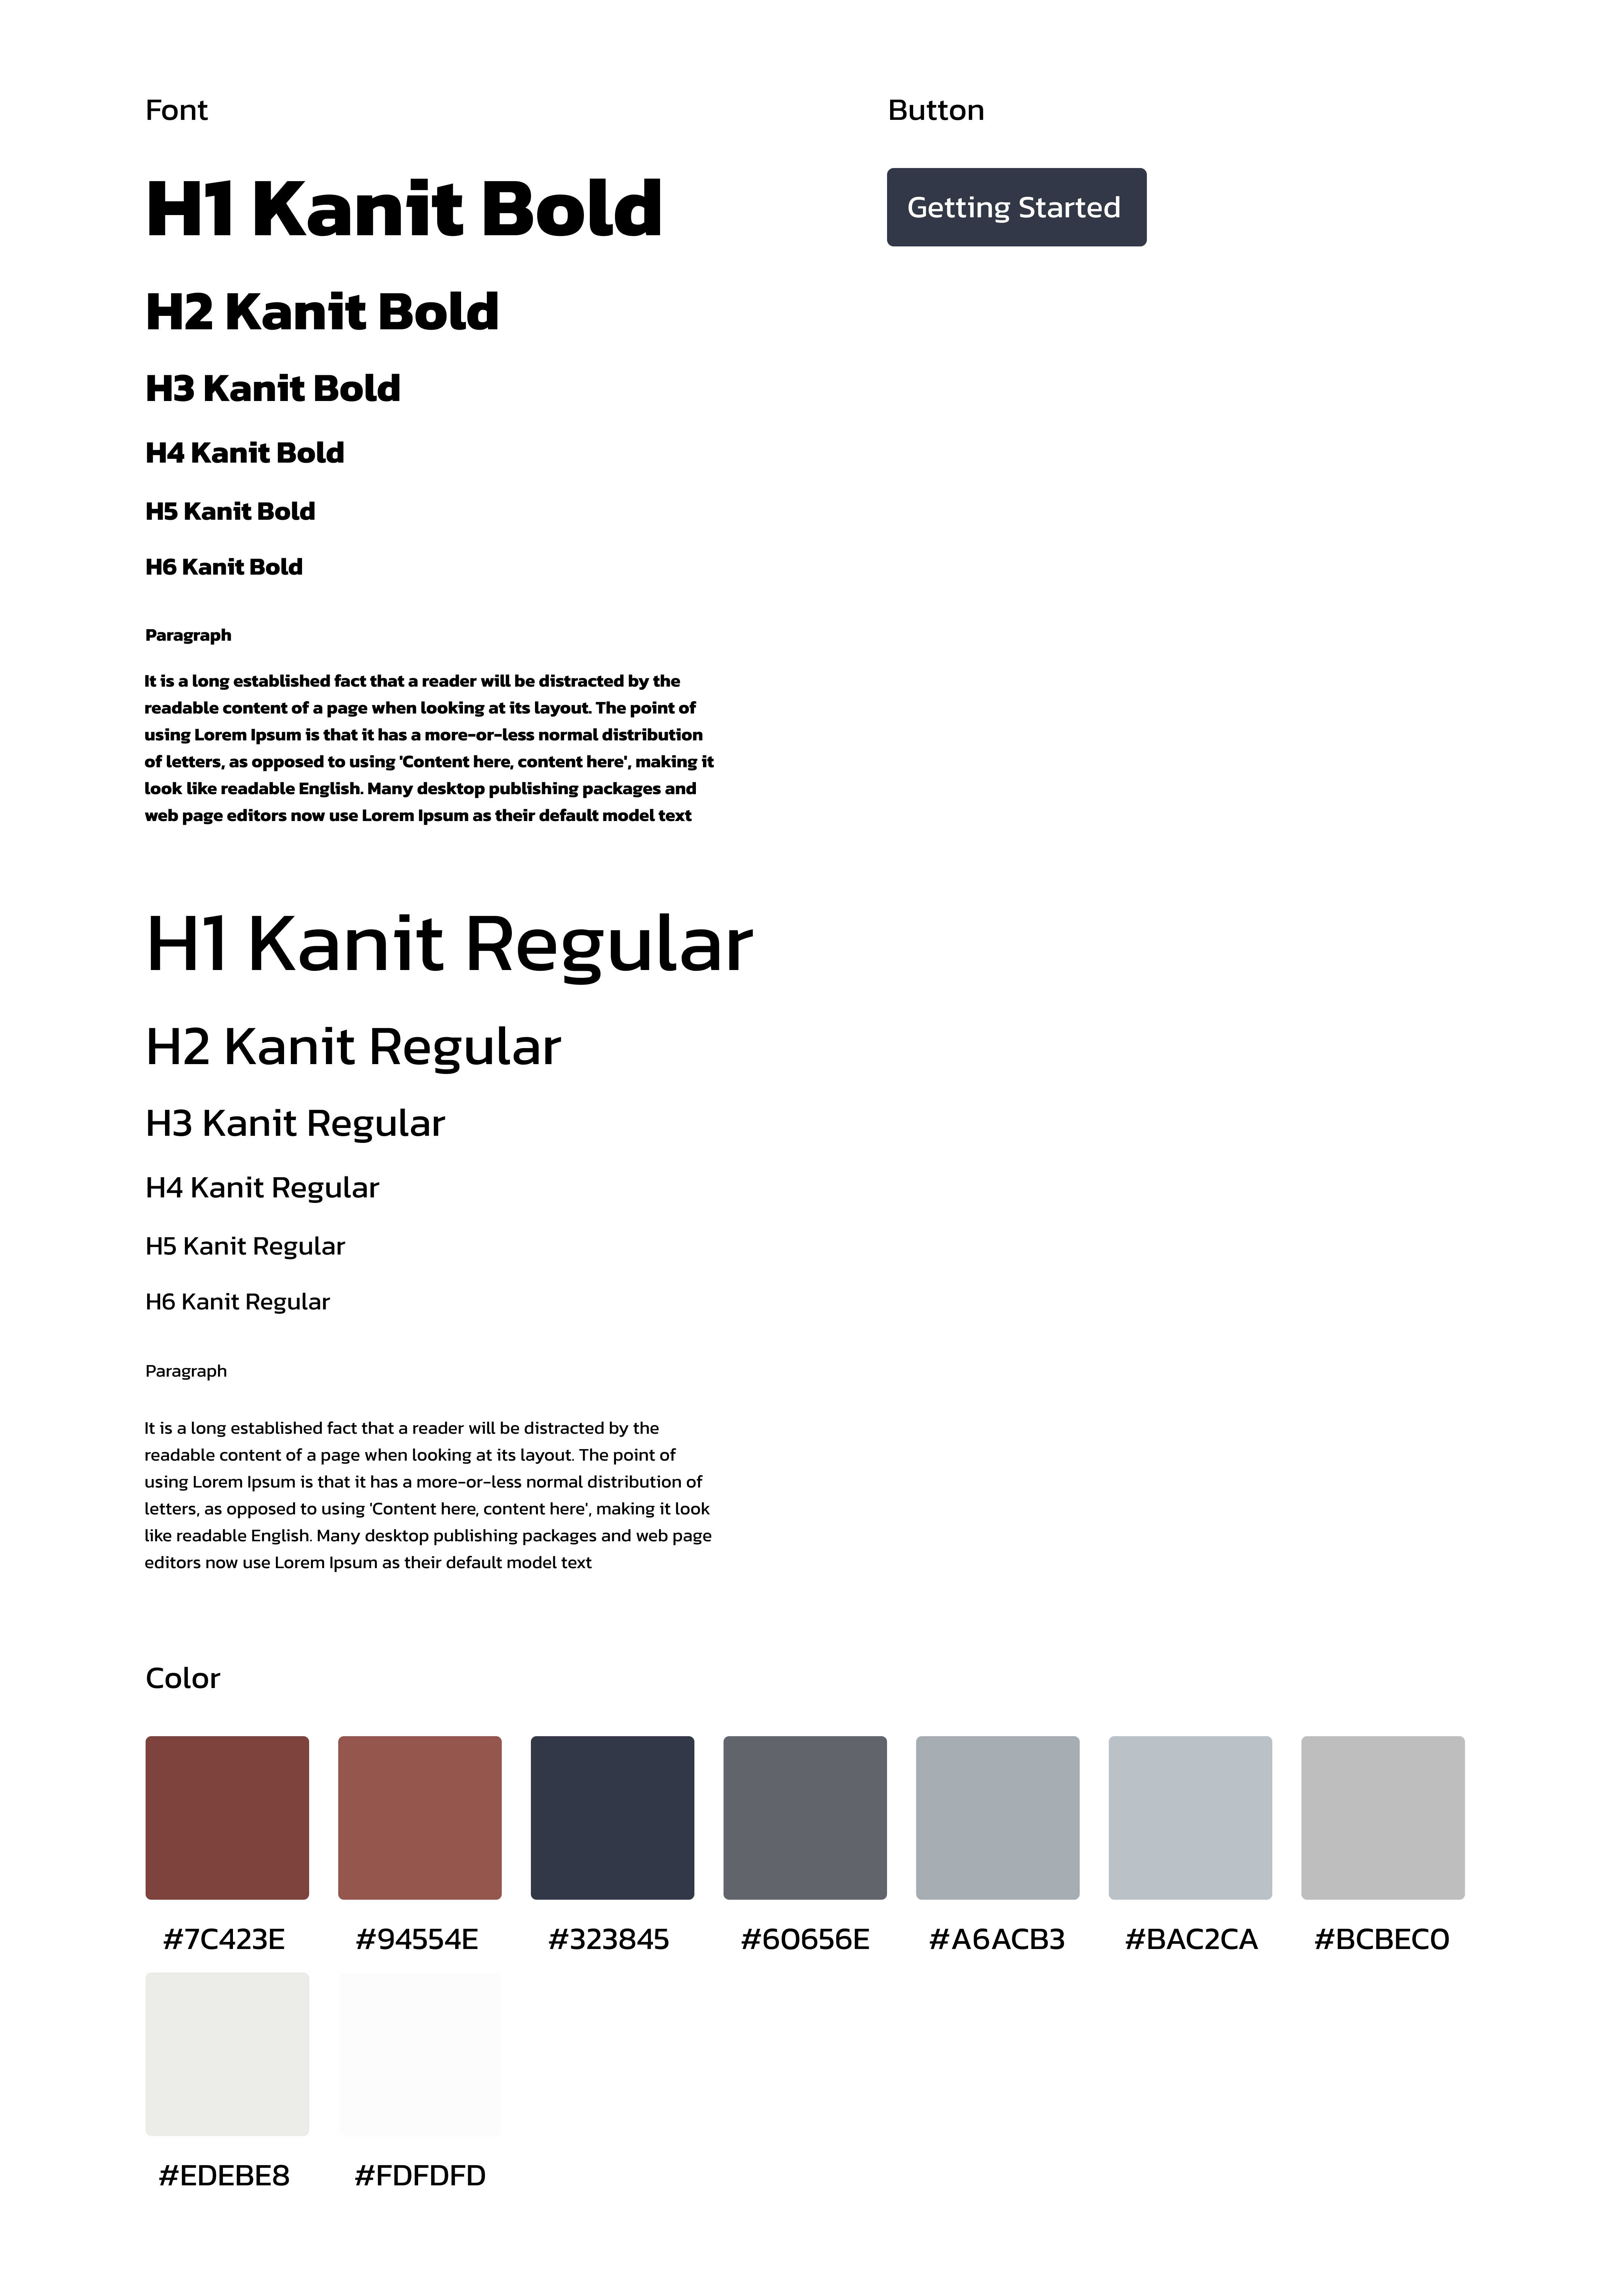 Font
H1 Kanit Bold
H2 Kanit Bold
H3 Kanit Bold
H4 Kanit Bold
H5 Kanit Bold
H6 Kanit Bold
Paragraph
It is a long established fact that a reader will be distracted by the
readable content of a page when looking at its layout. The point of
using Lorem Ipsum is that it has a more-or-less normal distribution
of letters, as opposed to using 'Content here, content here', making it
look like readable English. Many desktop publishing packages and
web page editors now use Lorem Ipsum as their default model text
H1 Kanit Regular
H2 Kanit Regular
H3 Kanit Regular
H4 Kanit Regular
H5 Kanit Regular
H6 Kanit Regular
Paragraph
It is a long established fact that a reader will be distracted by the
readable content of a page when looking at its layout. The point of
using Lorem Ipsum is that it has a more-or-less normal distribution of
letters, as opposed to using 'Content here, content here', making it look
like readable English. Many desktop publishing packages and web page
editors now use Lorem Ipsum as their default model text
Button
Getting Started
Color
#7C423E
#94554E
#323845
#60656E
#A6ACB3
#BAC2CA
#BCBEC0
#EDEBE8
#FDFDFD